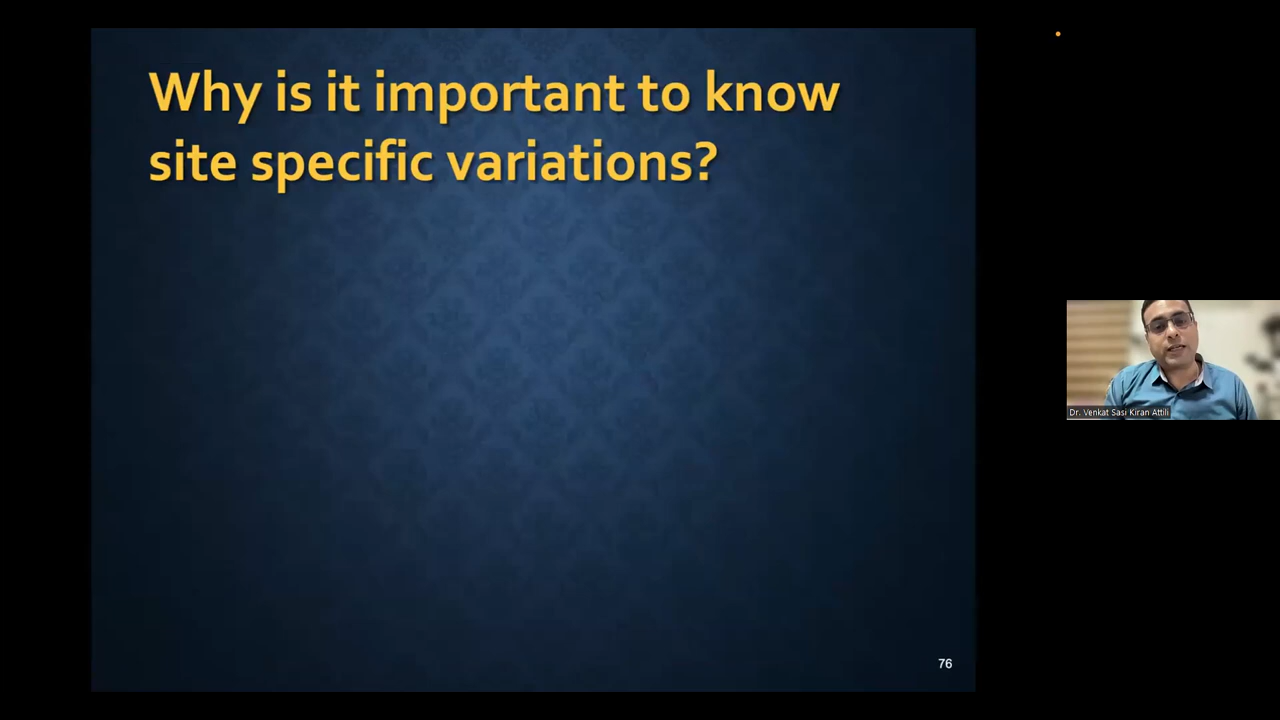 Why is it important to know
site specific variations?
Dr. Venkat Sasi Kiran Attili
76